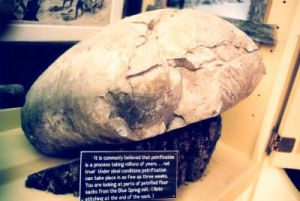 It is commonly believed that petrification
is a process taking millons of years. . . not
true! Under ideal conditions petrification
can take place in as few as three weeks.
You are looking at parts of petrified flour
sacks from the Blue Spring mill. (Note
stitching at the end of the sack.)